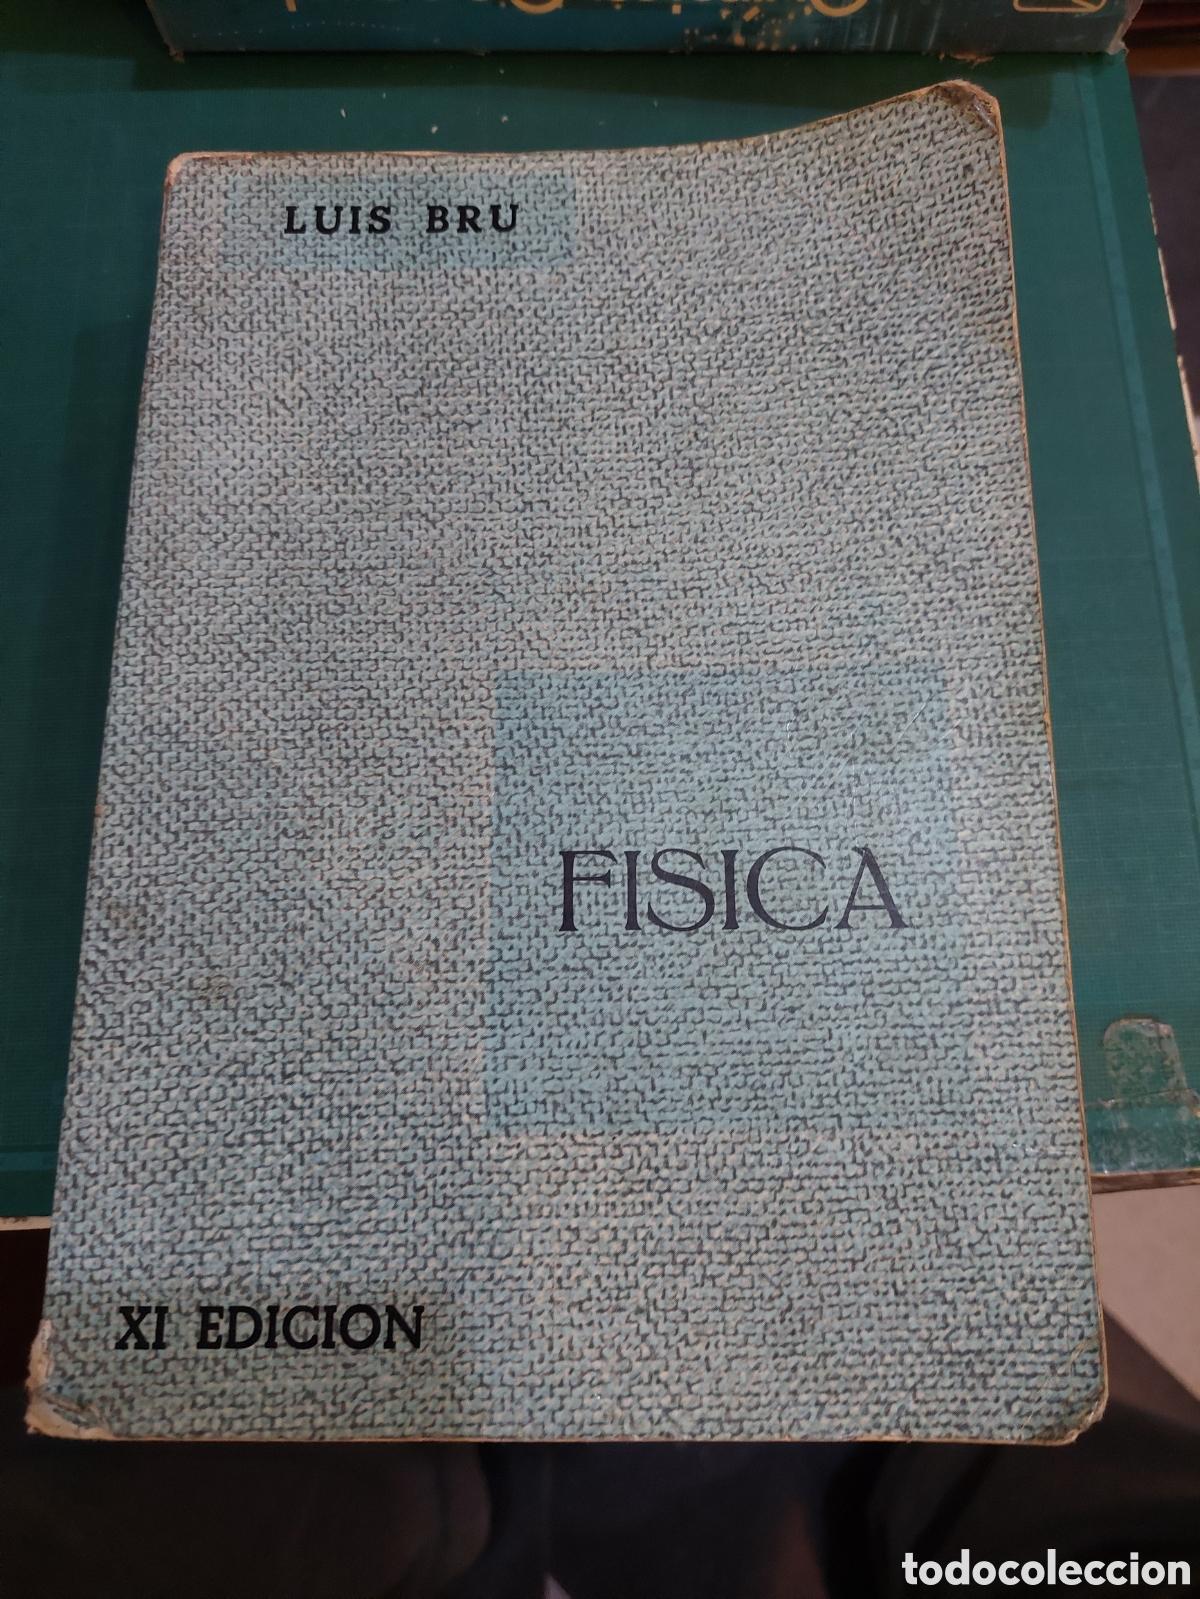 LUIS BRU
FISICA
XI EDICION
todocoleccion